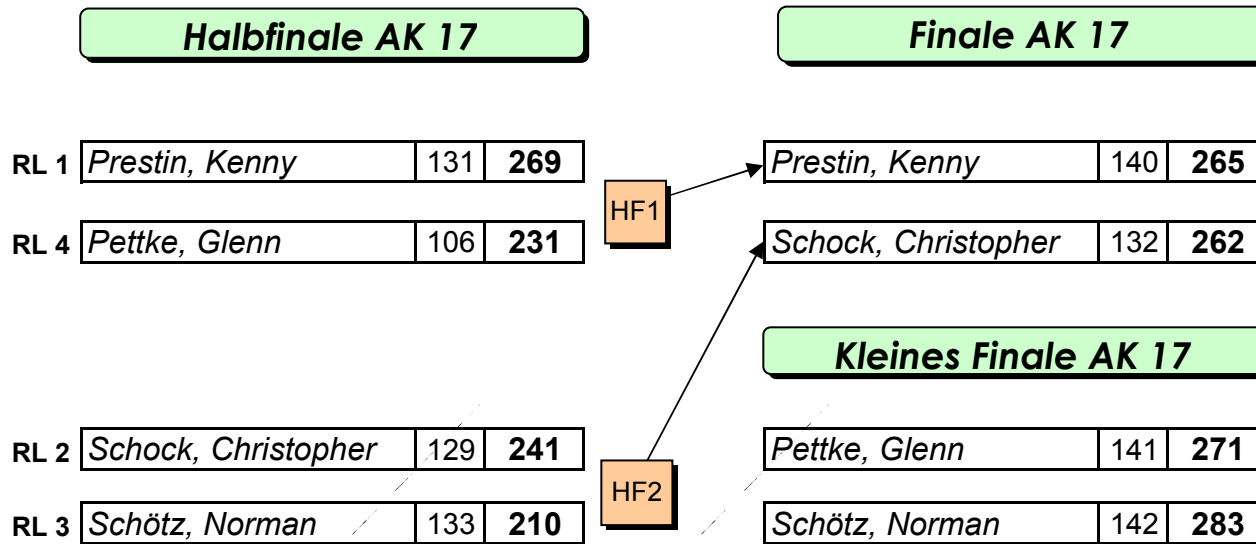 Halbfinale AK 17 Finale AK 17
RL 1 Prestin, Kenny 131 269 Prestin, Kenny 140 265
HF1
RL 4 Pettke, Glenn 106 231 Schock, Christopher 132 262
Kleines Finale AK 17
RL 2 Schock, Christopher 129 241 Pettke, Glenn 141 271
HF2
RL 3 Schötz, Norman 133 210 Schötz, Norman 142 283